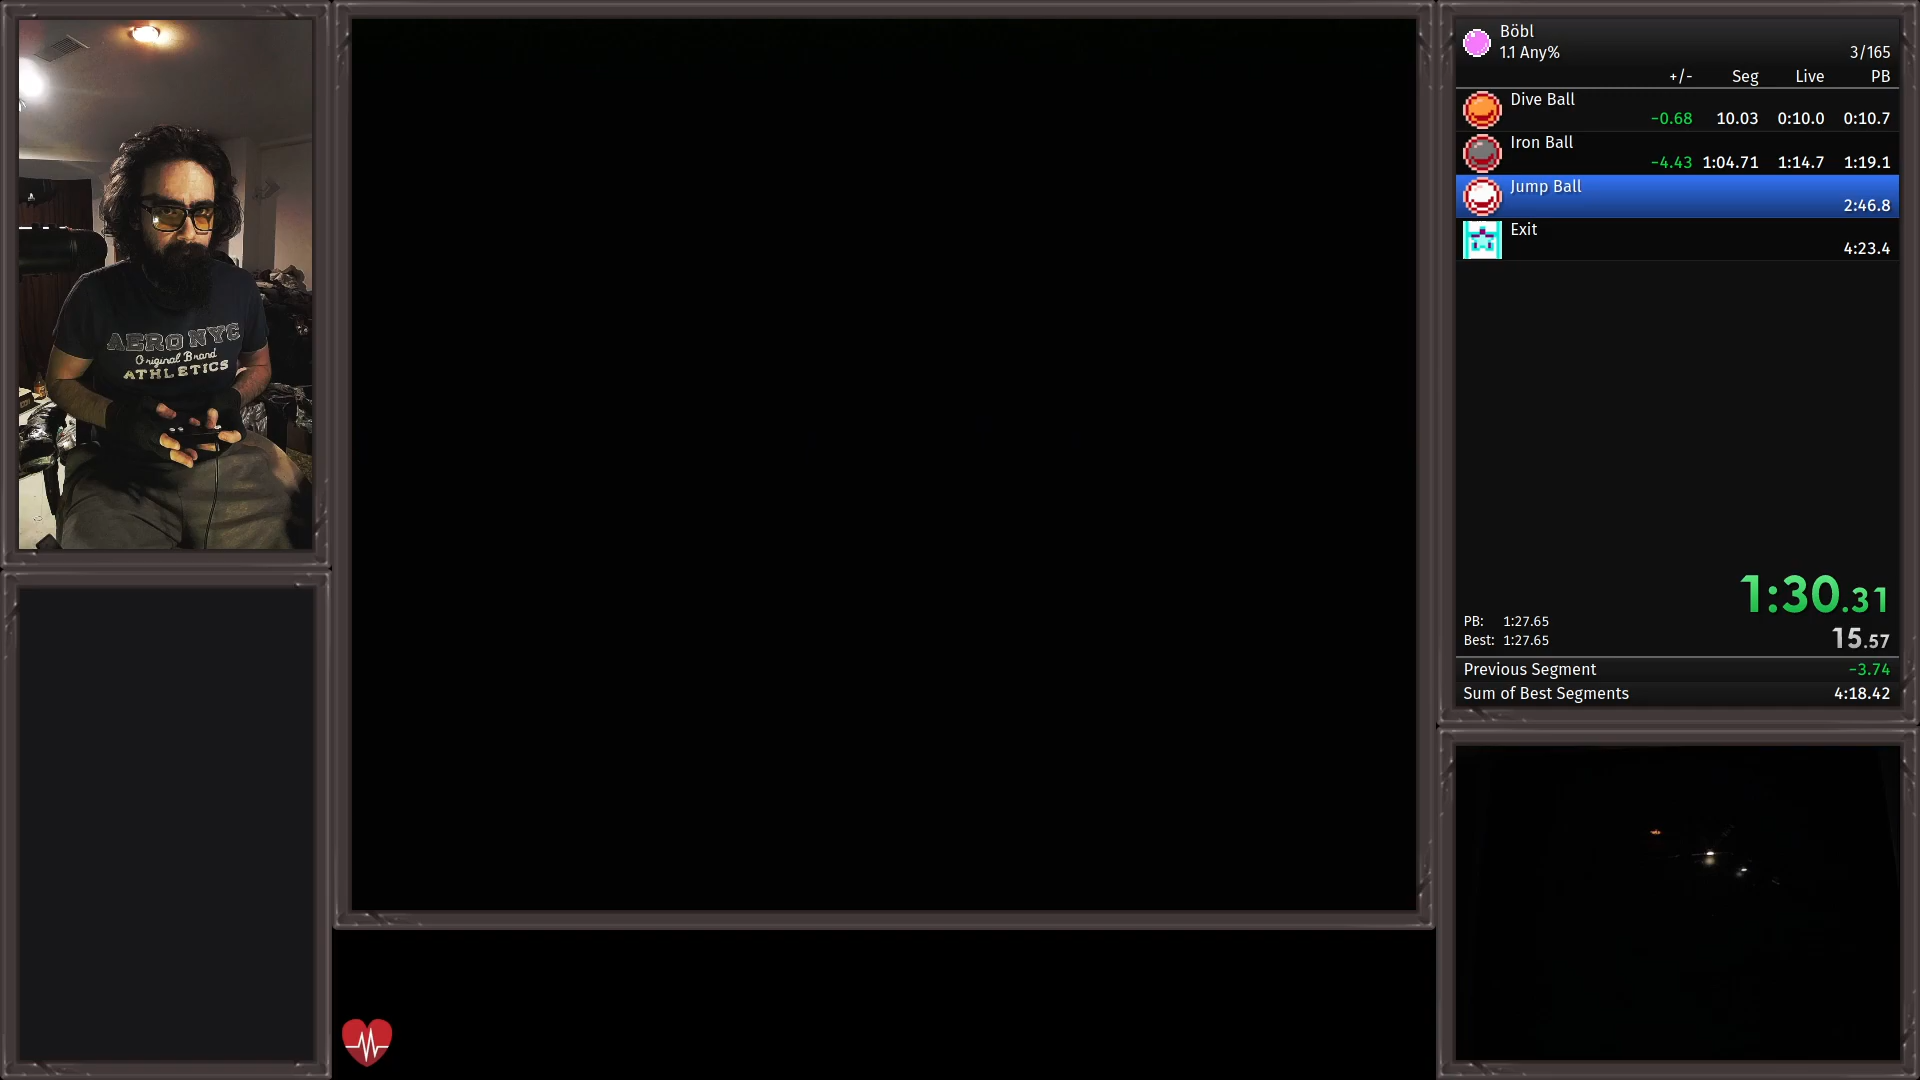 AERO NYC
Original Brand
ATHLETICS
Böbl
1.1 Any%
3/165
+/- Seg Live PB
Dive Ball
-0.68 10.03 0:10.0 0:10.7
Iron Ball
-4.43 1:04.71 1:14.7 1:19.1
Jump Ball
2:46.8
Exit
4:23.4
1:30.31
PB: 1:27.65
Best: 1:27.65
15.57
Previous Segment -3.74
Sum of Best Segments 4:18.42